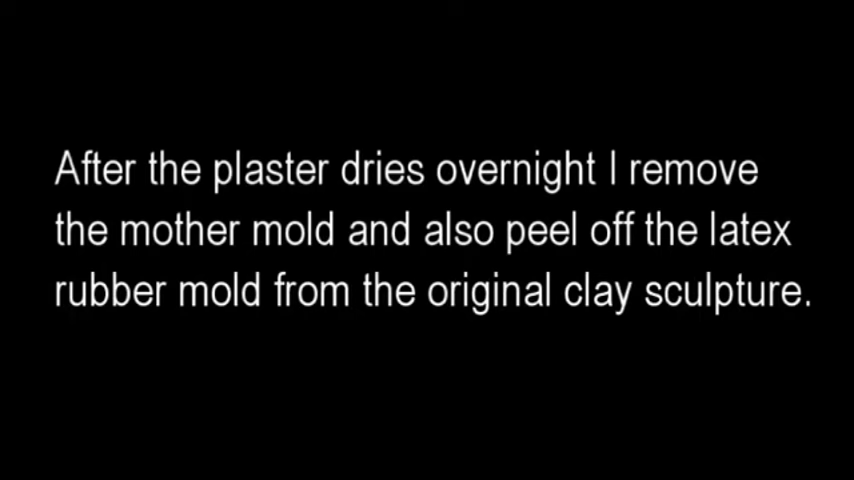 After the plaster dries overnight I remove
the mother mold and also peel off the latex
rubber mold from the original clay sculpture.